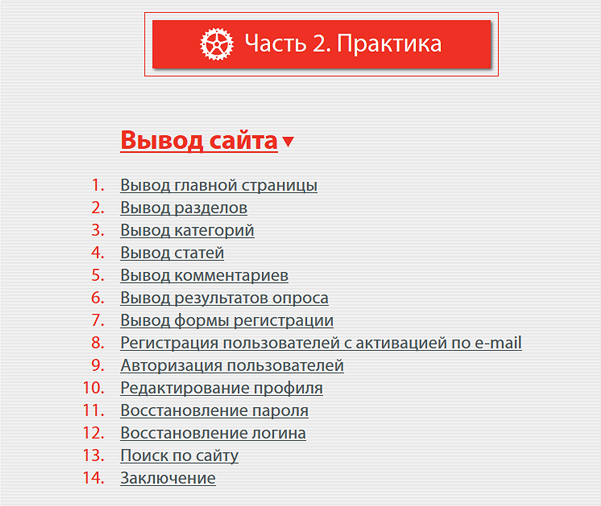 Часть 2. Практика
Вывод сайта
1. Вывод главной страницы
2. Вывод разделов
3. Вывод категорий
4. Вывод статей
5. Вывод комментариев
6. Вывод результатов опроса
7. Вывод формы регистрации
8. Регистрация пользователей с активацией по e-mail
9. Авторизация пользователей
10. Редактирование профиля
11. Восстановление пароля
12. Восстановление логина
13. Поиск по сайту
14. Заключение